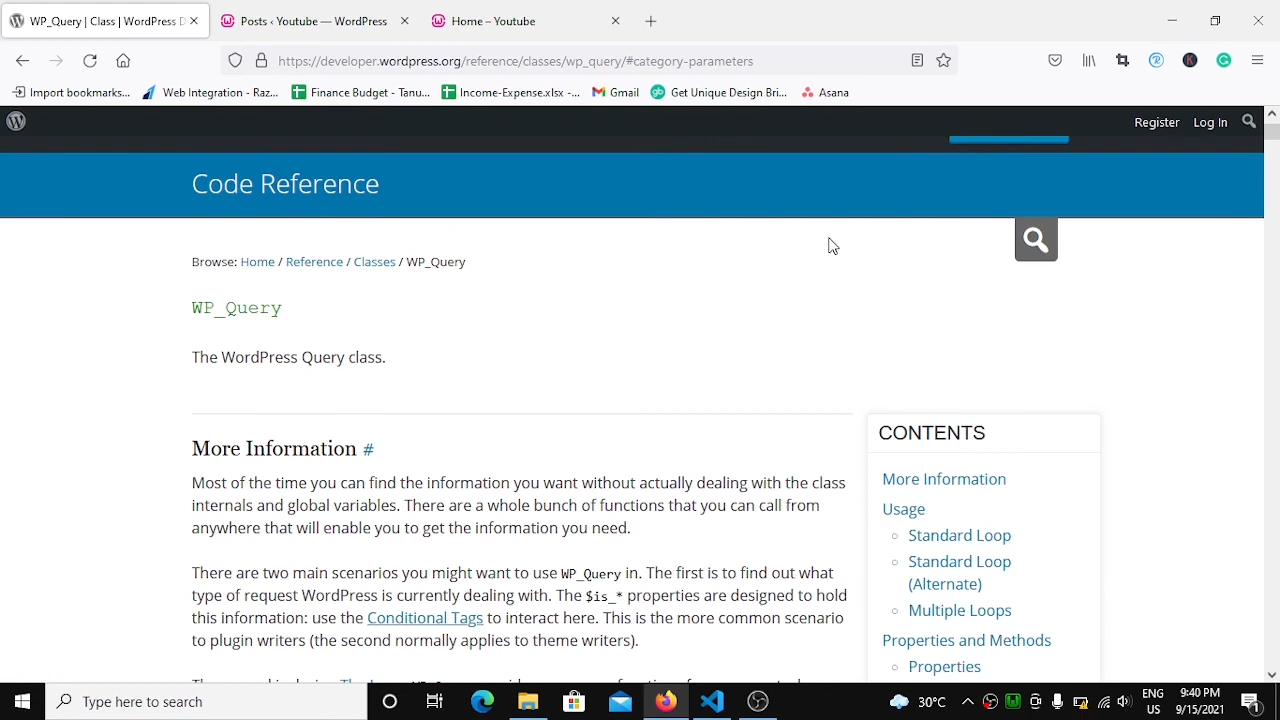 WP_Query | Class | WordPress D
Posts ‹ Youtube — WordPress
Home – Youtube
https://developer.wordpress.org/reference/classes/wp_query/#category-parameters
Import bookmarks...
Web Integration - Raz...
Finance Budget - Tanu...
Income-Expense.xlsx -...
Gmail
Get Unique Design Bri...
Asana
Register
Log In
Code Reference
Browse: Home / Reference / Classes / WP_Query
WP_Query
The WordPress Query class.
More Information #
Most of the time you can find the information you want without actually dealing with the class
internals and global variables. There are a whole bunch of functions that you can call from
anywhere that will enable you to get the information you need.
There are two main scenarios you might want to use WP_Query in. The first is to find out what
type of request WordPress is currently dealing with. The $is_* properties are designed to hold
this information: use the Conditional Tags to interact here. This is the more common scenario
to plugin writers (the second normally applies to theme writers).
CONTENTS
More Information
Usage
Standard Loop
Standard Loop
(Alternate)
Multiple Loops
Properties and Methods
Properties
Type here to search
30°C
ENG
US
9:40 PM
9/15/2021
1